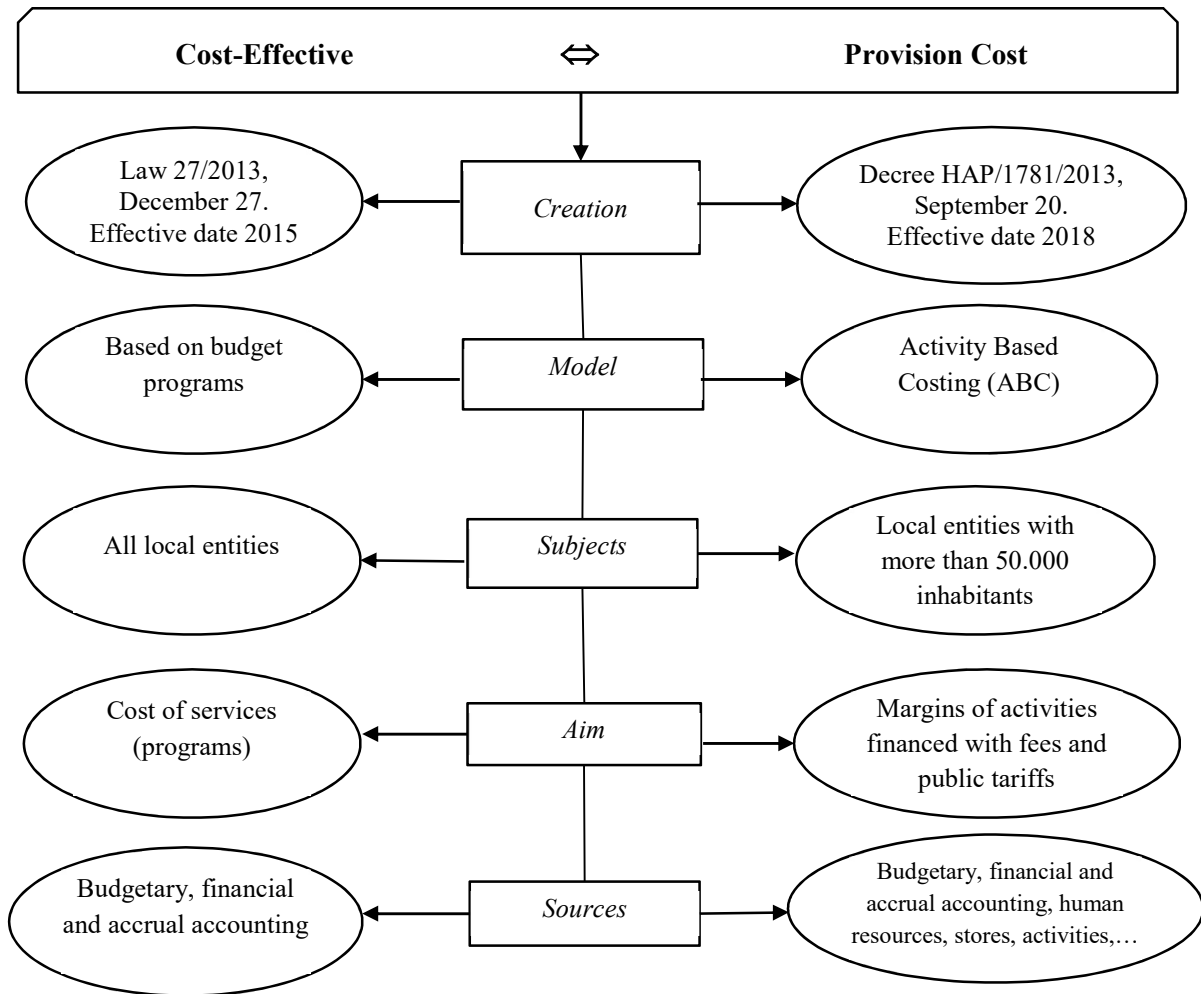 Cost-Effective ⇔ Provision Cost
Law 27/2013,
December 27.
Effective date 2015
Creation
Decree HAP/1781/2013,
September 20.
Effective date 2018
Based on budget
programs
Model
Activity Based
Costing (ABC)
All local entities
Subjects
Local entities with
more than 50.000
inhabitants
Cost of services
(programs)
Aim
Margins of activities
financed with fees and
public tariffs
Budgetary, financial
and accrual accounting
Sources
Budgetary, financial and
accrual accounting, human
resources, stores, activities,…